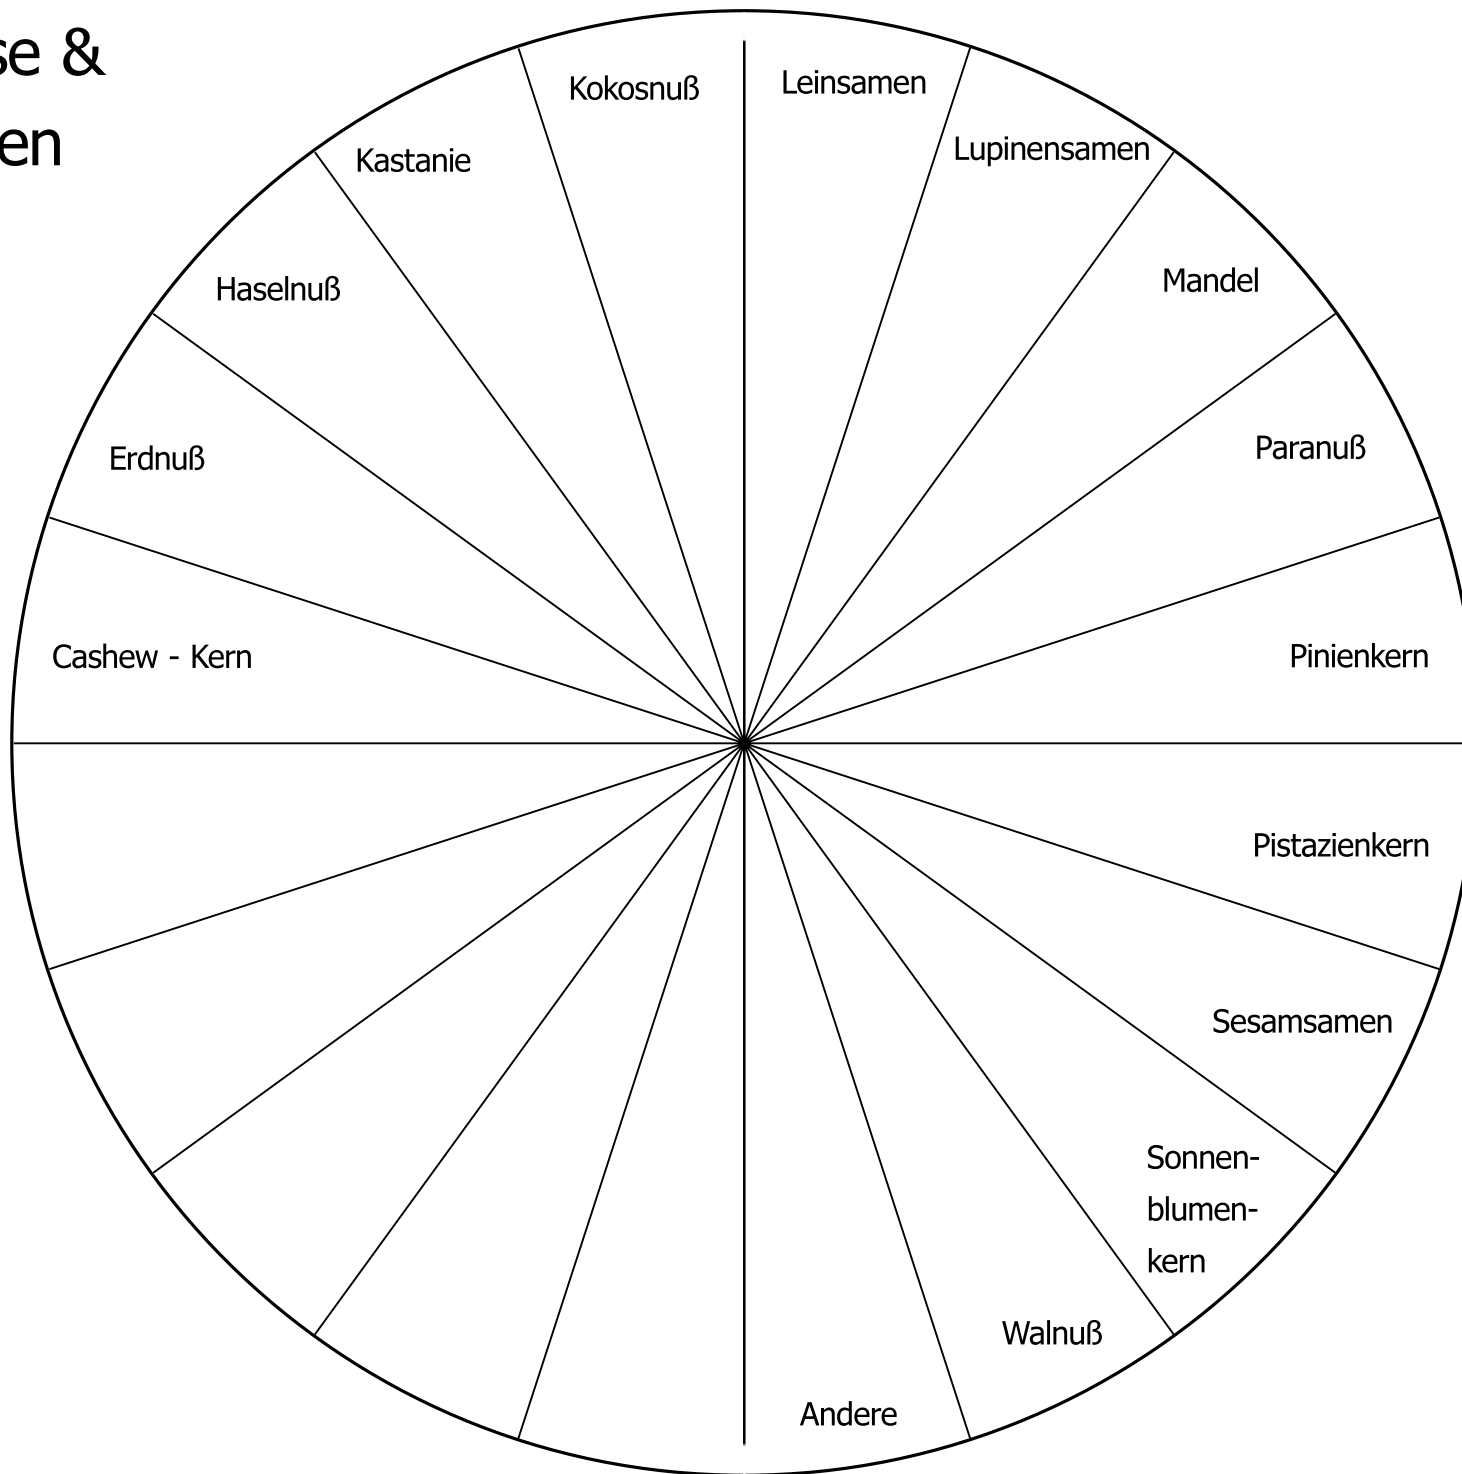 se &
en
Kokosnuß
Leinsamen
Kastanie
Lupinensamen
Haselnuß
Mandel
Erdnuß
Paranuß
Cashew - Kern
Pinienkern
Pistazienkern
Sesamsamen
Sonnen-
blumen-
kern
Walnuß
Andere